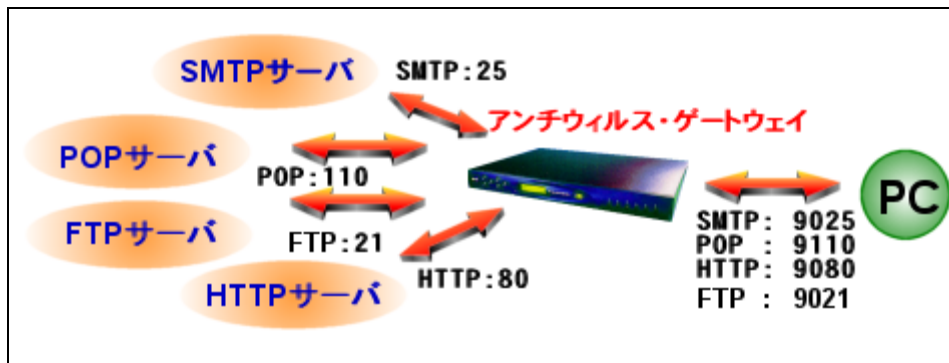 SMTPサーバ
SMTP:25
アンチウィルス・ゲートウェイ
POPサーバ
POP:110
FTPサーバ
FTP:21
HTTPサーバ
HTTP:80
PC
SMTP: 9025
POP : 9110
HTTP: 9080
FTP : 9021